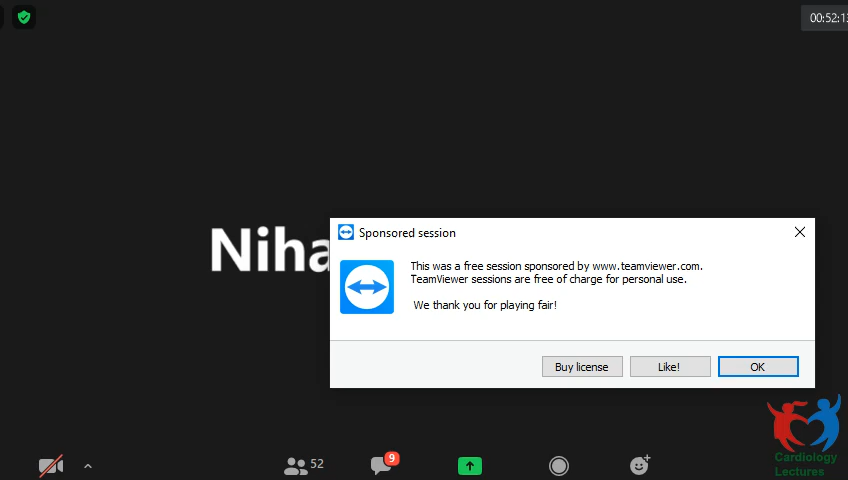 00:52:13
Niha
Sponsored session
This was a free session sponsored by www.teamviewer.com.
TeamViewer sessions are free of charge for personal use.
We thank you for playing fair!
Buy license
Like!
OK
52
9
Cardiology
Lectures